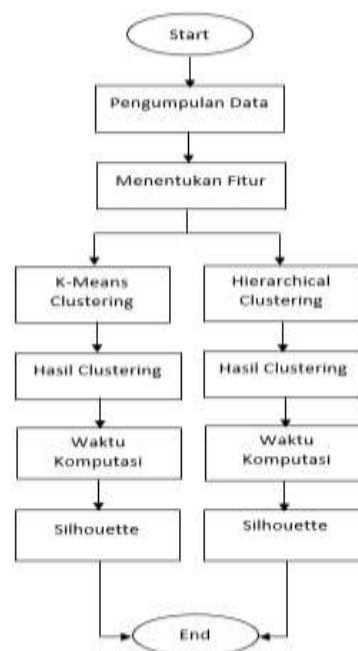 Start
Pengumpulan Data
Menentukan Fitur
K-Means
Clustering
Hasil Clustering
Waktu
Komputasi
Silhouette
Hierarchical
Clustering
Hasil Clustering
Waktu
Komputasi
Silhouette
End